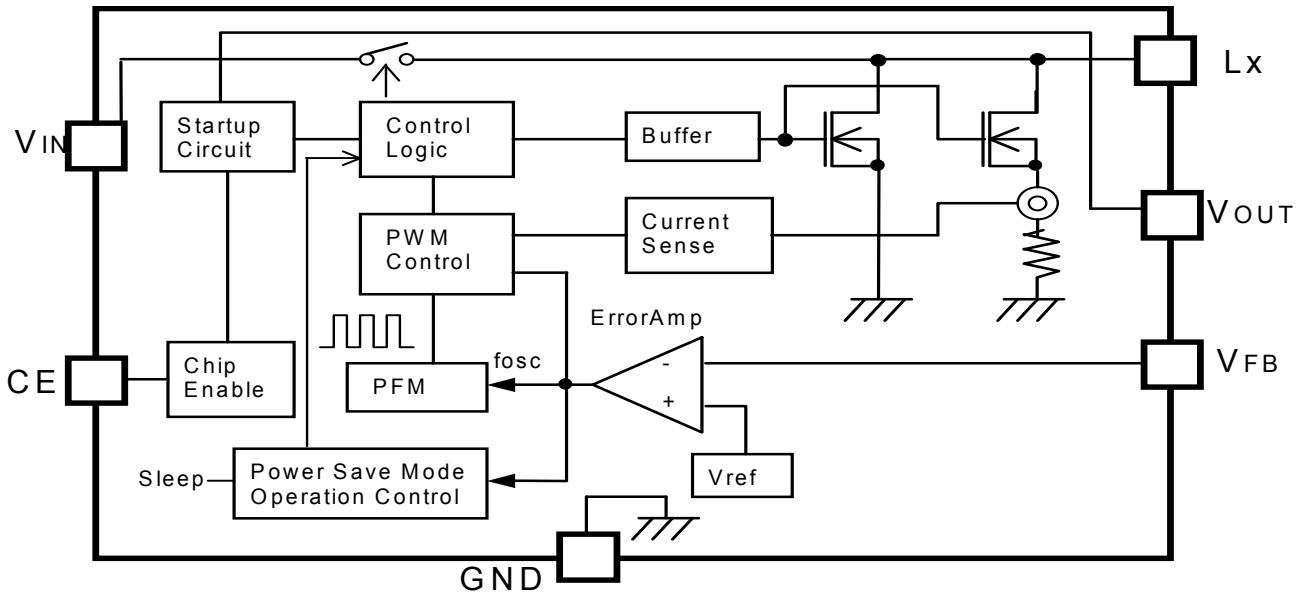 Lx
VIN
Startup
Circuit
Control
Logic
Buffer
VOUT
PWM
Control
Current
Sense
ErrorAmp
VFB
CE
Chip
Enable
PFM
fosc
-
+
Sleep
Power Save Mode
Operation Control
Vref
GND